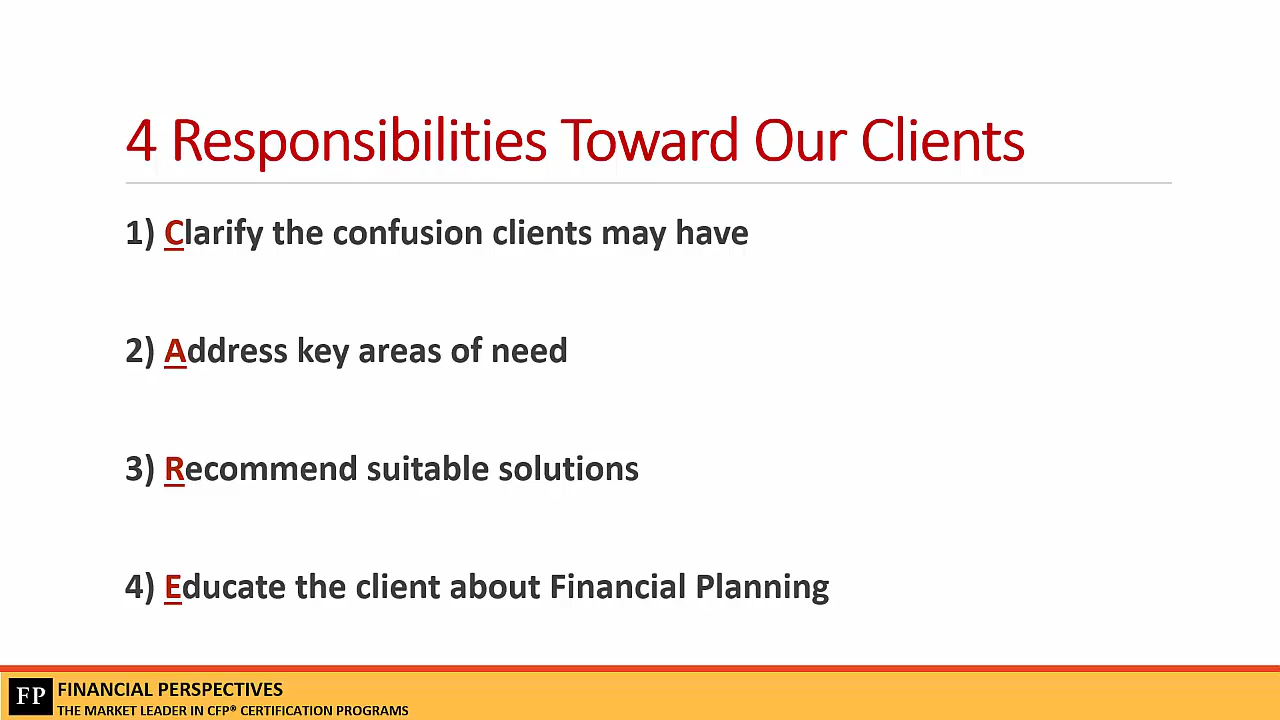 4 Responsibilities Toward Our Clients
1) Clarify the confusion clients may have
2) Address key areas of need
3) Recommend suitable solutions
4) Educate the client about Financial Planning
FP
FINANCIAL PERSPECTIVES
THE MARKET LEADER IN CFP® CERTIFICATION PROGRAMS